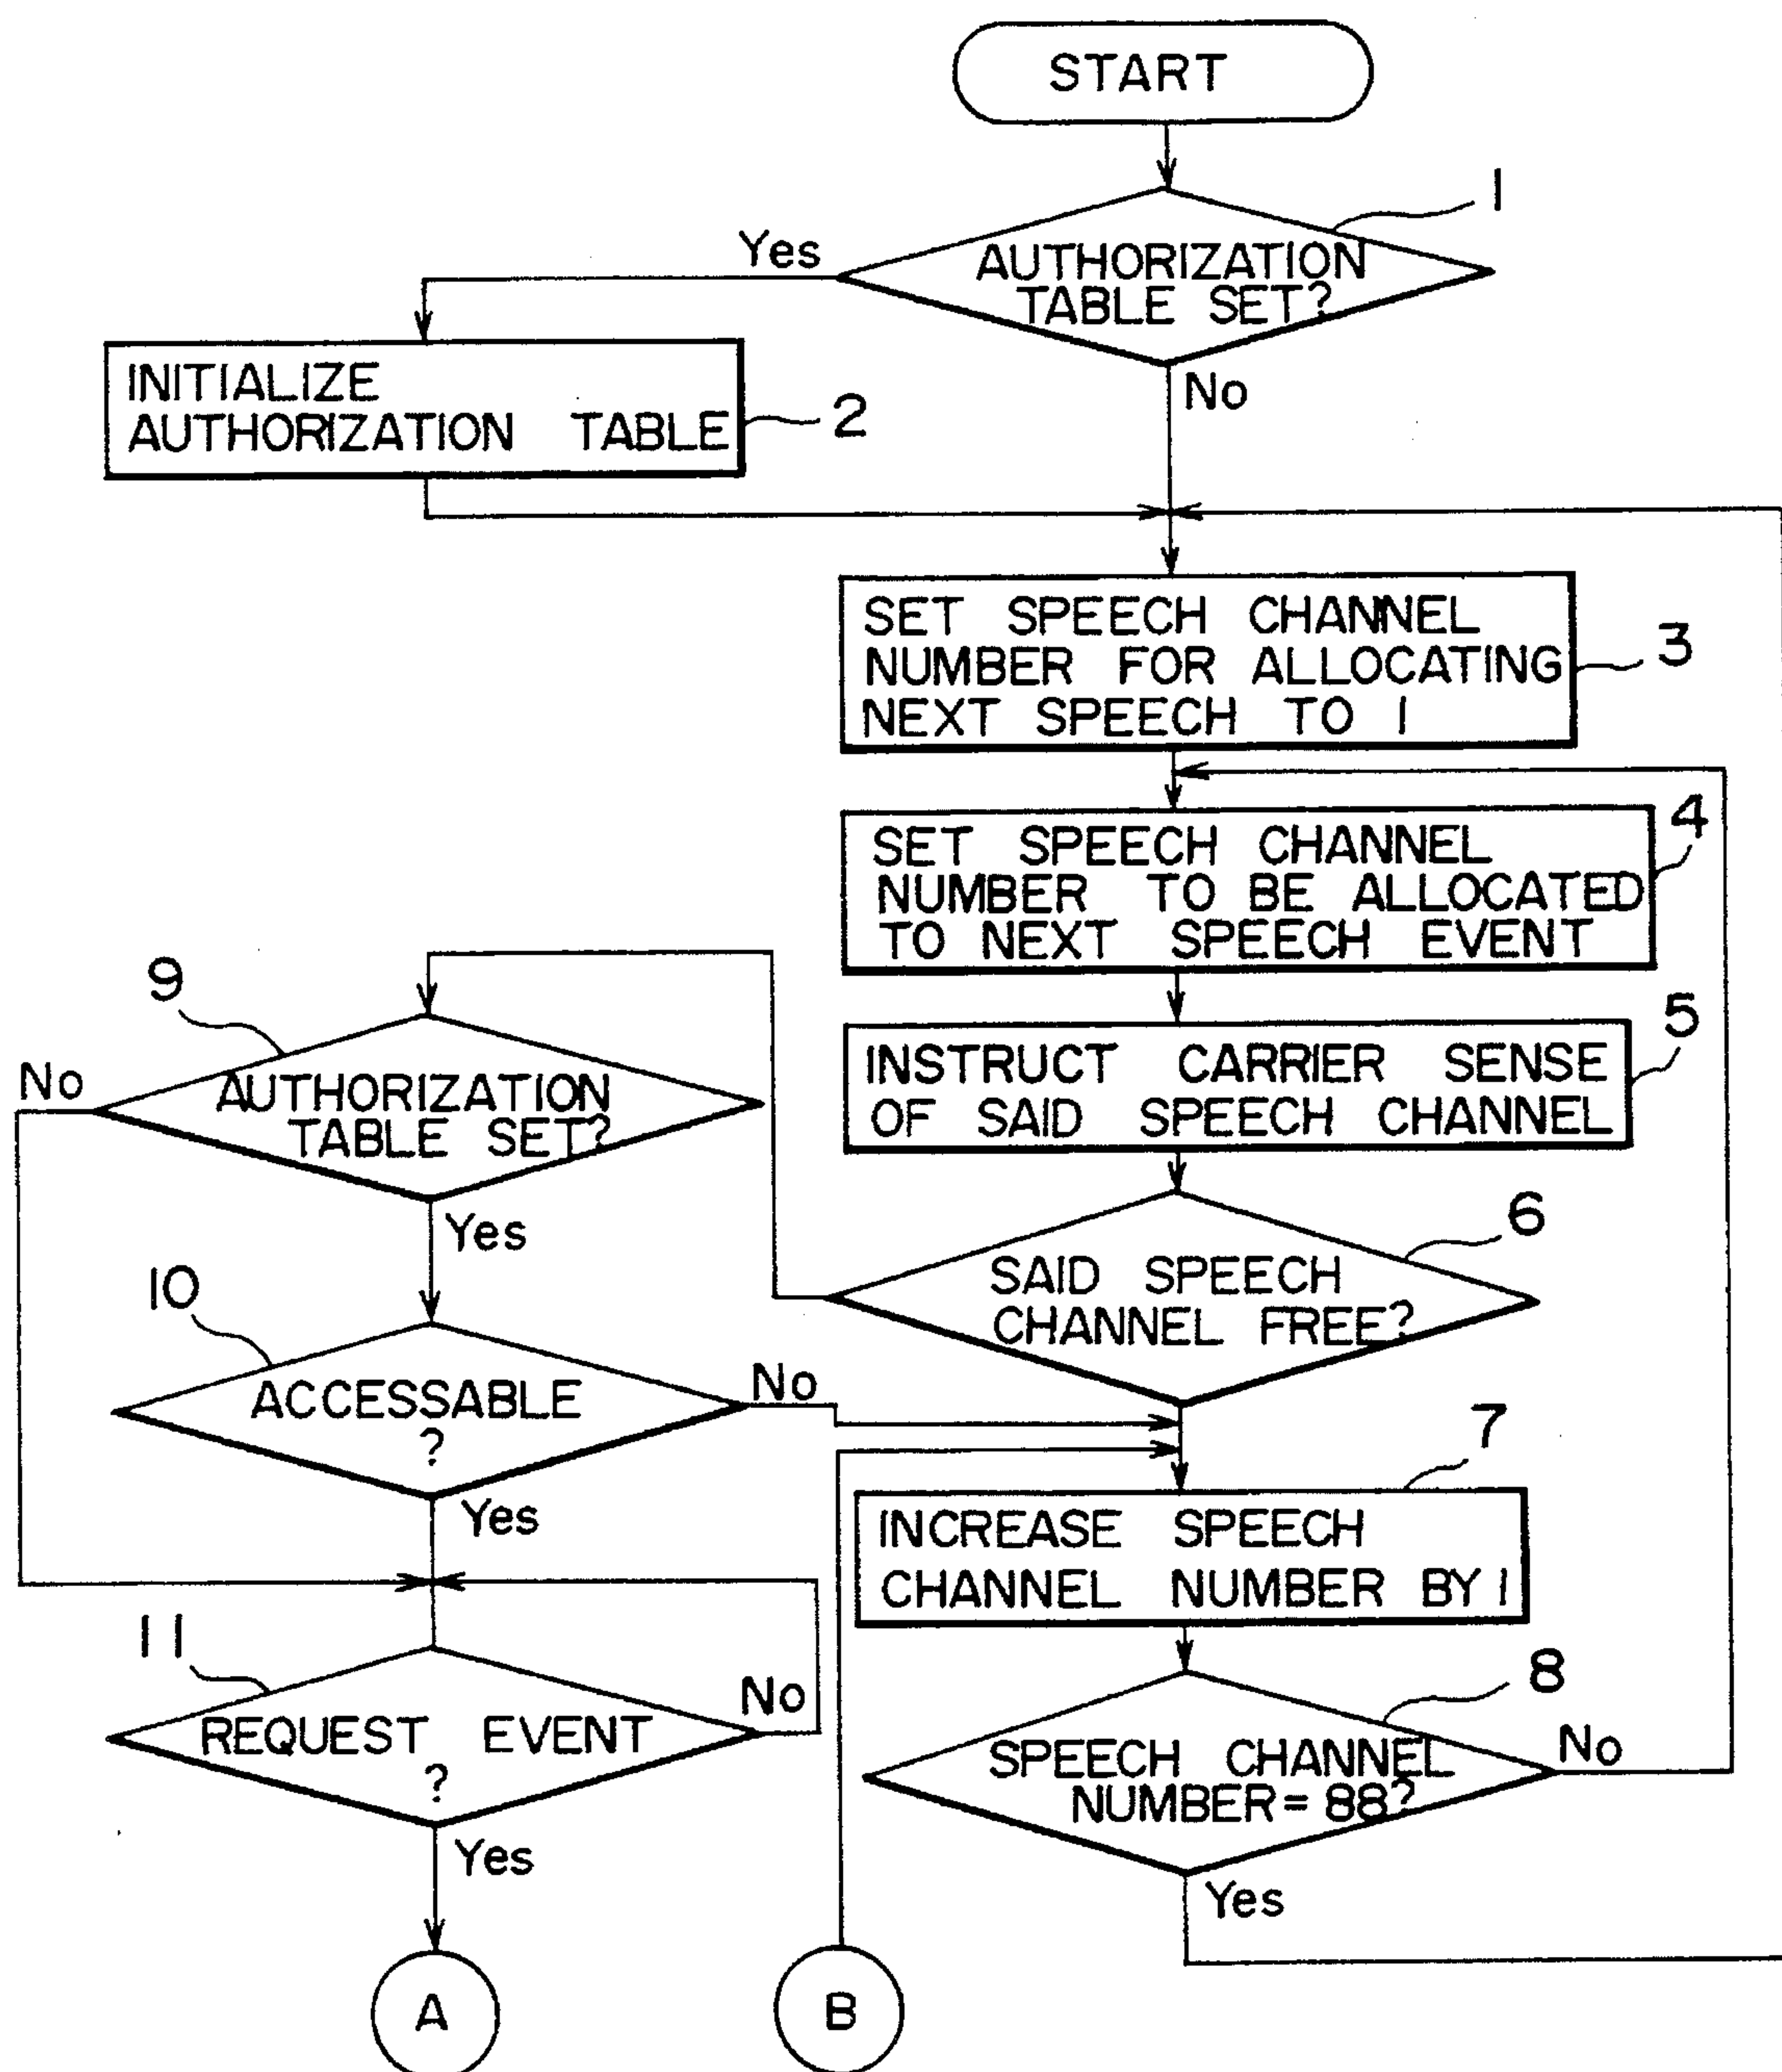 START
1
Yes
AUTHORIZATION
TABLE SET?
No
INITIALIZE
AUTHORIZATION TABLE
2
SET SPEECH CHANNEL
NUMBER FOR ALLOCATING
NEXT SPEECH TO 1
3
SET SPEECH CHANNEL
NUMBER TO BE ALLOCATED
TO NEXT SPEECH EVENT
4
INSTRUCT CARRIER SENSE
OF SAID SPEECH CHANNEL
5
SAID SPEECH
CHANNEL FREE?
6
9
No
AUTHORIZATION
TABLE SET?
Yes
10
ACCESSABLE
?
No
Yes
7
INCREASE SPEECH
CHANNEL NUMBER BY 1
11
REQUEST EVENT
?
No
Yes
8
SPEECH CHANNEL
NUMBER = 88?
No
Yes
A
B